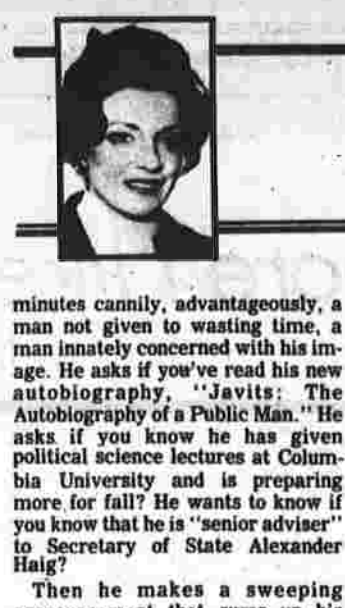 minutes cannily, advantageously, a
man not given to wasting time, a
man innately concerned with his im-
age. He asks if you've read his new
autobiography, "Javits: The
Autobiography of a Public Man." He
asks if you know he has given
political science lectures at Colum-
bia University and is preparing
more for fall? He wants to know if
you know that he is "senior adviser"
to Secretary of State Alexander
Haig?
Then he makes a sweeping